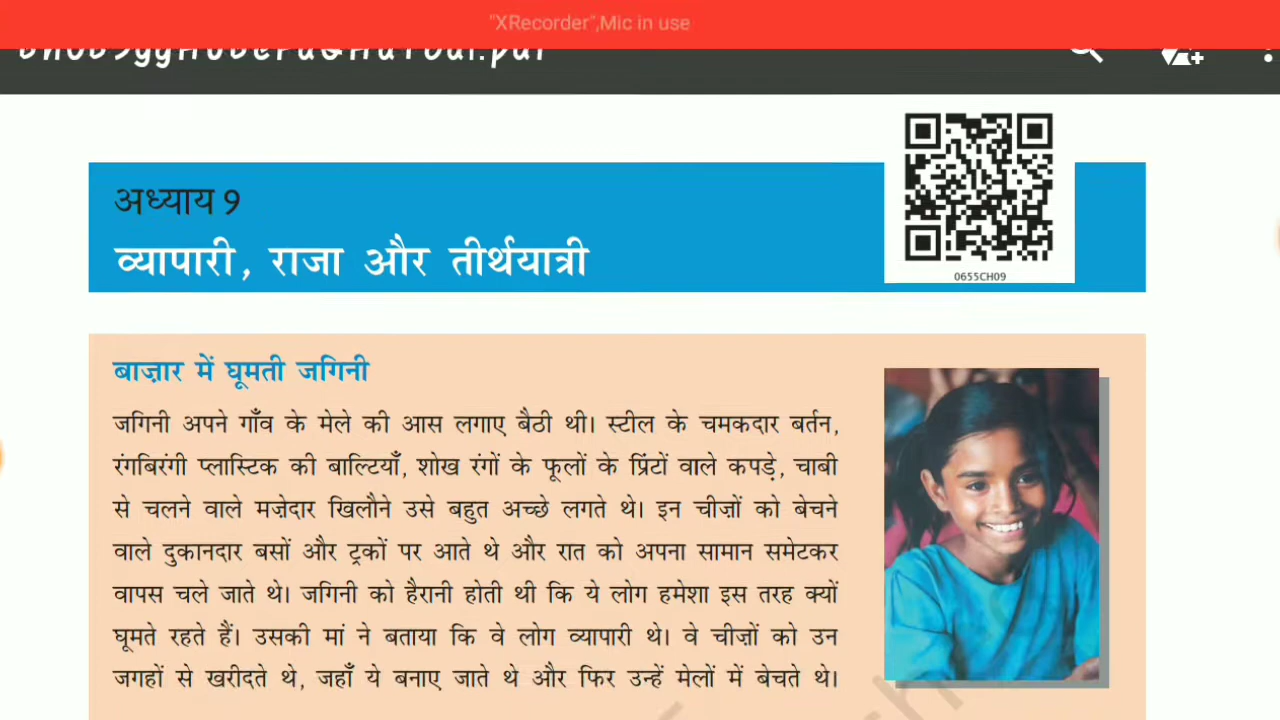 "XRecorder",Mic in use
अध्याय 9
व्यापारी, राजा और तीर्थयात्री
0655CH09
बाज़ार में घूमती जगिनी
जगिनी अपने गाँव के मेले की आस लगाए बैठी थी। स्टील के चमकदार बर्तन,
रंगबिरंगी प्लास्टिक की बाल्टियाँ, शोख रंगों के फूलों के प्रिंटों वाले कपड़े, चाबी
से चलने वाले मज़ेदार खिलौने उसे बहुत अच्छे लगते थे। इन चीज़ों को बेचने
वाले दुकानदार बसों और ट्रकों पर आते थे और रात को अपना सामान समेटकर
वापस चले जाते थे। जगिनी को हैरानी होती थी कि ये लोग हमेशा इस तरह क्यों
घूमते रहते हैं। उसकी मां ने बताया कि वे लोग व्यापारी थे। वे चीज़ों को उन
जगहों से खरीदते थे, जहाँ ये बनाए जाते थे और फिर उन्हें मेलों में बेचते थे।